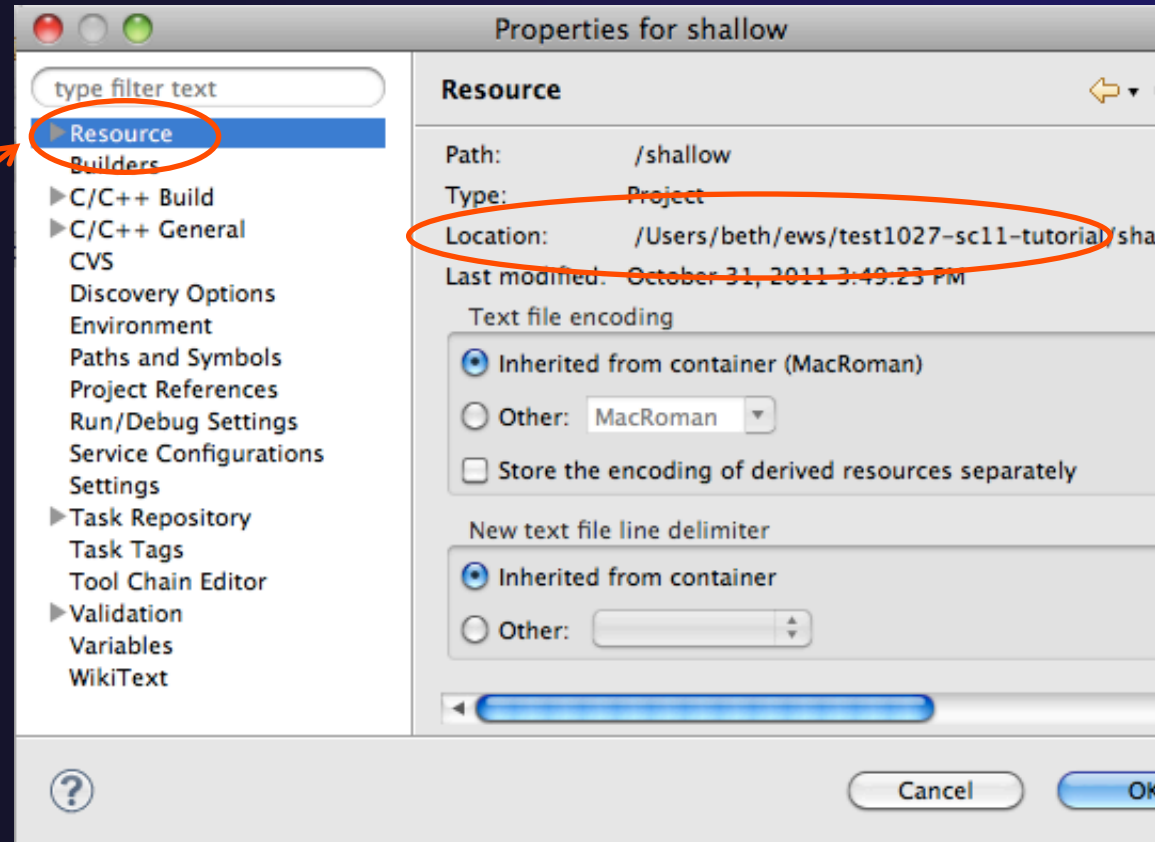 Properties for shallow
type filter text
Resource
Builders
C/C++ Build
C/C++ General
CVS
Discovery Options
Environment
Paths and Symbols
Project References
Run/Debug Settings
Service Configurations
Settings
Task Repository
Task Tags
Tool Chain Editor
Validation
Variables
WikiText
Resource
Path: /shallow
Type: Project
Location: /Users/beth/ews/test1027-sc11-tutorial/sha
Last modified: October 31, 2011 3:49:23 PM
Text file encoding
Inherited from container (MacRoman)
Other: MacRoman
Store the encoding of derived resources separately
New text file line delimiter
Inherited from container
Other:
?
Cancel
OK